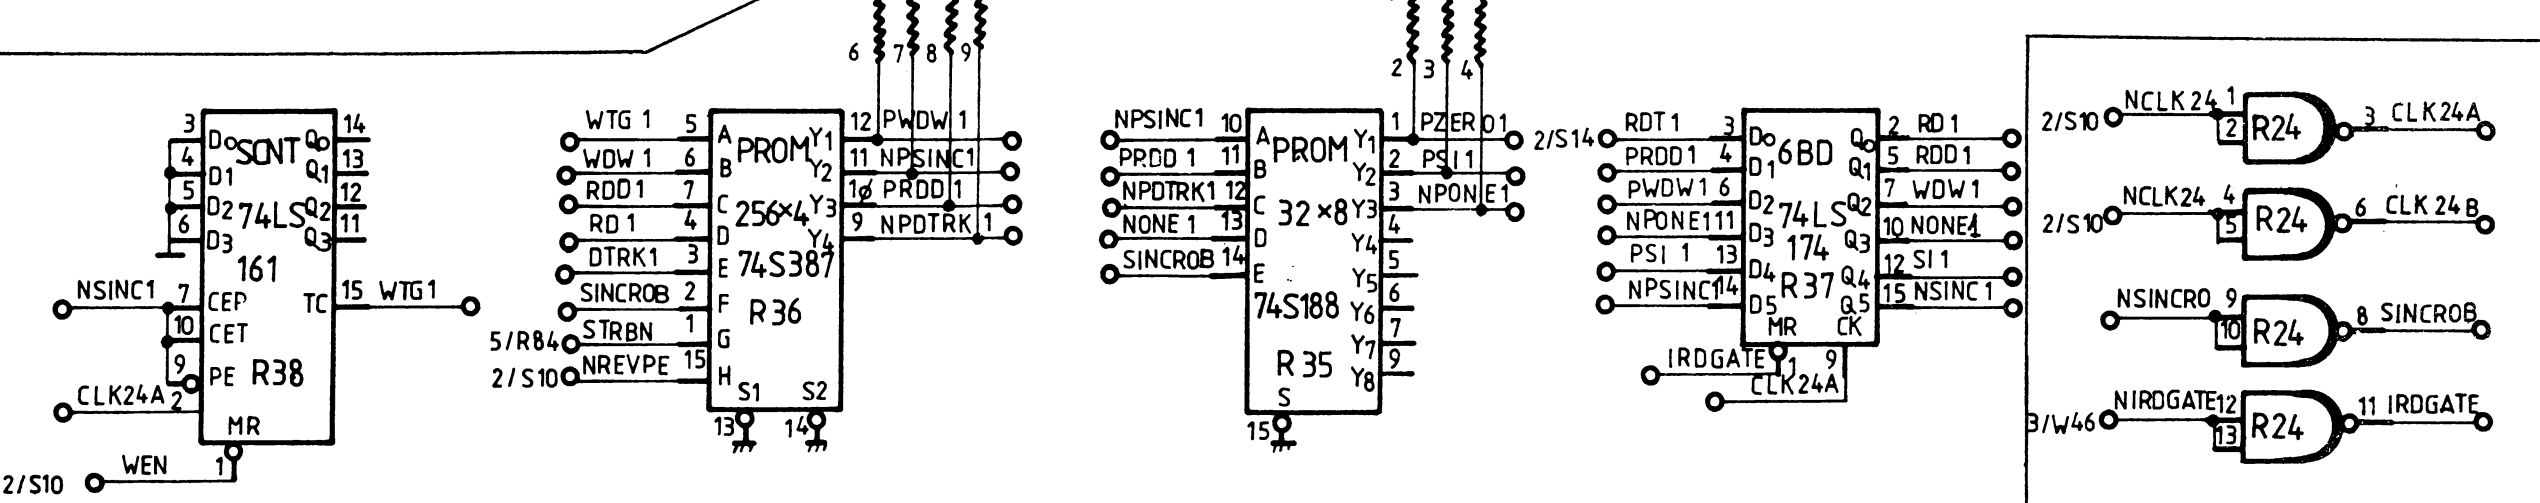 6 7 8 9
2 3 4
3 D0 SCNT Q0 14
4 D1 Q1 13
5 D2 74LS Q2 12
6 D3 Q3 11
161
NSINC1 7 CEP TC 15 WTG1
10 CET
9 PE R38
CLK24A 2
MR
WEN 1
2/S10
WTG 1 5 A PROM Y1 12 PWDW 1
WDW 1 6 B Y2 11 NPSINC1
RDD1 7 C 256×4 Y3 1Ø PRDD 1
RD 1 4 D Y4 9 NPDTRK 1
DTRK1 3 E 74S387
SINCROB 2 F R36
5/R84 STRBN 1 G
2/S10 NREVPE 15 H
S1 S2
13 14
NPSINC1 10 A PROM Y1 1 PZERO1
PRDD 1 11 B Y2 2 PSI 1
NPDTRK1 12 C 32×8 Y3 3 NPONE1
NONE 1 13 D Y4 4
SINCROB 14 E Y5 5
74S188 Y6 6
Y7 7
R35 Y8 9
S
15
2/S14 RDT 1 3 D0 6BD Q0 2 RD1
PRDD 1 4 D1 Q1 5 RDD1
PWDW1 6 D2 74LS Q2 7 WDW 1
NPONE1 11 D3 174 Q3 10 NONE1
PSI 1 13 D4 Q4 12 SI 1
NPSINC1 14 D5 R37 Q5 15 NSINC 1
MR CK
IRDGATE 1 9
CLK24A
2/S10 NCLK24 1 2 R24 3 CLK24A
2/S10 NCLK24 4 5 R24 6 CLK24B
NSINCRO 9 10 R24 8 SINCROB
3/W46 NIRDGATE 12 13 R24 11 IRDGATE